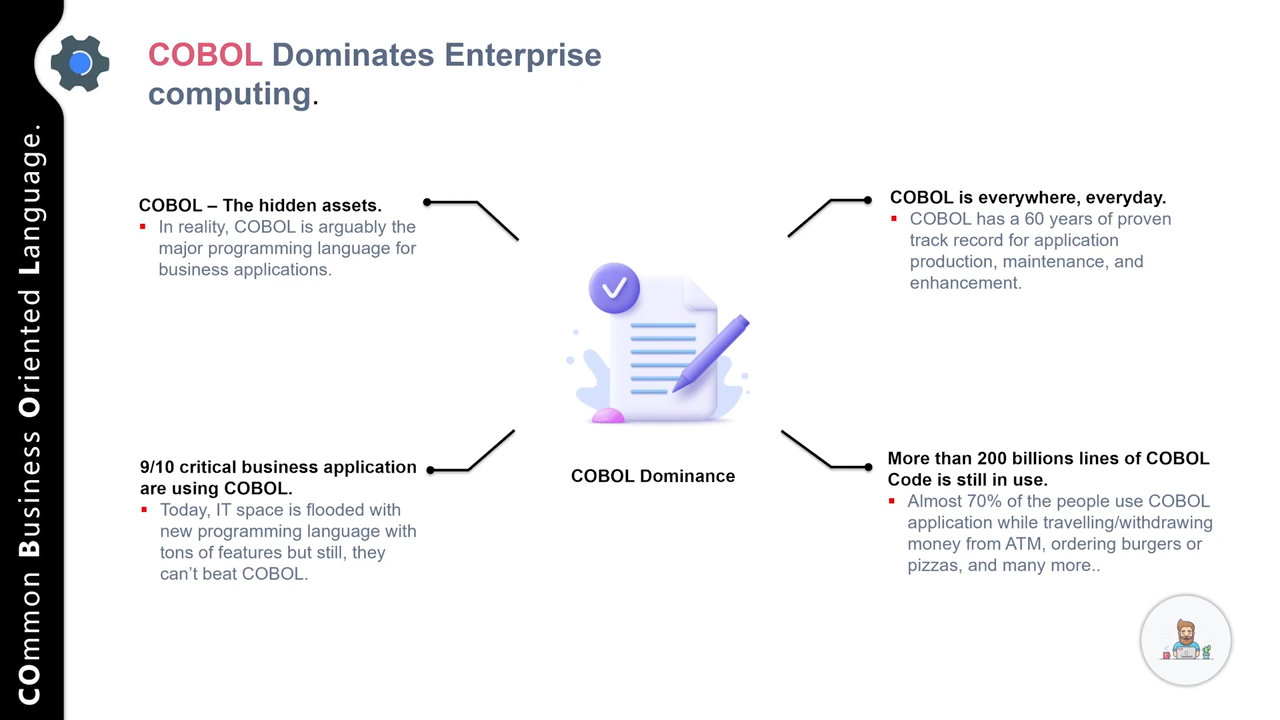 COBOL Dominates Enterprise
computing.
COBOL – The hidden assets.
▪ In reality, COBOL is arguably the
major programming language for
business applications.
COBOL is everywhere, everyday.
▪ COBOL has a 60 years of proven
track record for application
production, maintenance, and
enhancement.
9/10 critical business application
are using COBOL.
▪ Today, IT space is flooded with
new programming language with
tons of features but still, they
can’t beat COBOL.
COBOL Dominance
More than 200 billions lines of COBOL
Code is still in use.
▪ Almost 70% of the people use COBOL
application while travelling/withdrawing
money from ATM, ordering burgers or
pizzas, and many more..
COmmon Business Oriented Language.